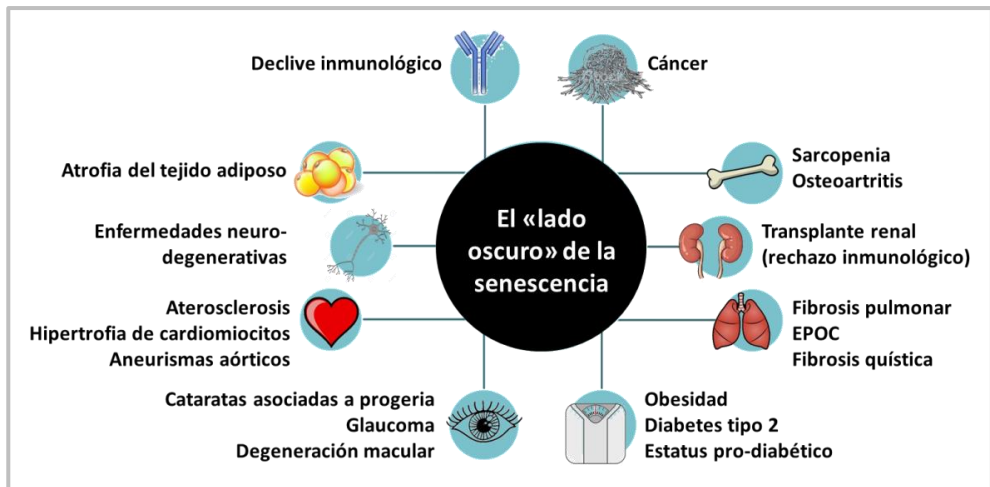 Declive inmunológico
Cáncer
Atrofia del tejido adiposo
Sarcopenia
Osteoartritis
Enfermedades neuro-
degenerativas
El «lado
oscuro» de la
senescencia
Transplante renal
(rechazo inmunológico)
Aterosclerosis
Hipertrofia de cardiomiocitos
Aneurismas aórticos
Fibrosis pulmonar
EPOC
Fibrosis quística
Cataratas asociadas a progeria
Glaucoma
Degeneración macular
Obesidad
Diabetes tipo 2
Estatus pro-diabético